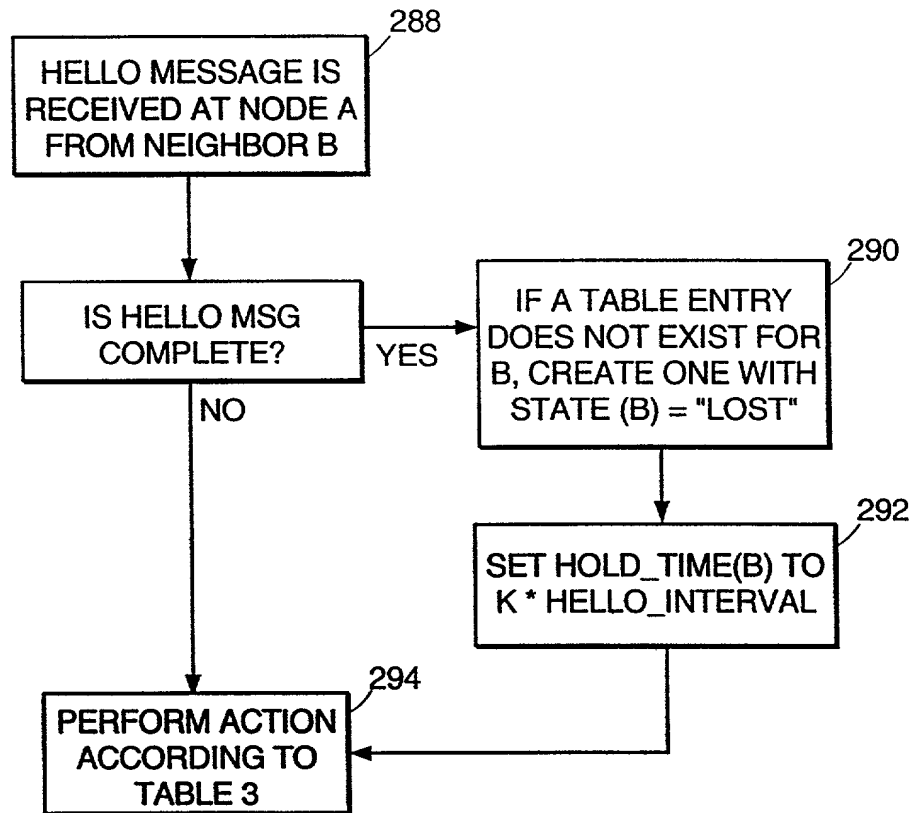 288
HELLO MESSAGE IS
RECEIVED AT NODE A
FROM NEIGHBOR B
IS HELLO MSG
COMPLETE?
YES
NO
290
IF A TABLE ENTRY
DOES NOT EXIST FOR
B, CREATE ONE WITH
STATE (B) = "LOST"
292
SET HOLD_TIME(B) TO
K * HELLO_INTERVAL
294
PERFORM ACTION
ACCORDING TO
TABLE 3